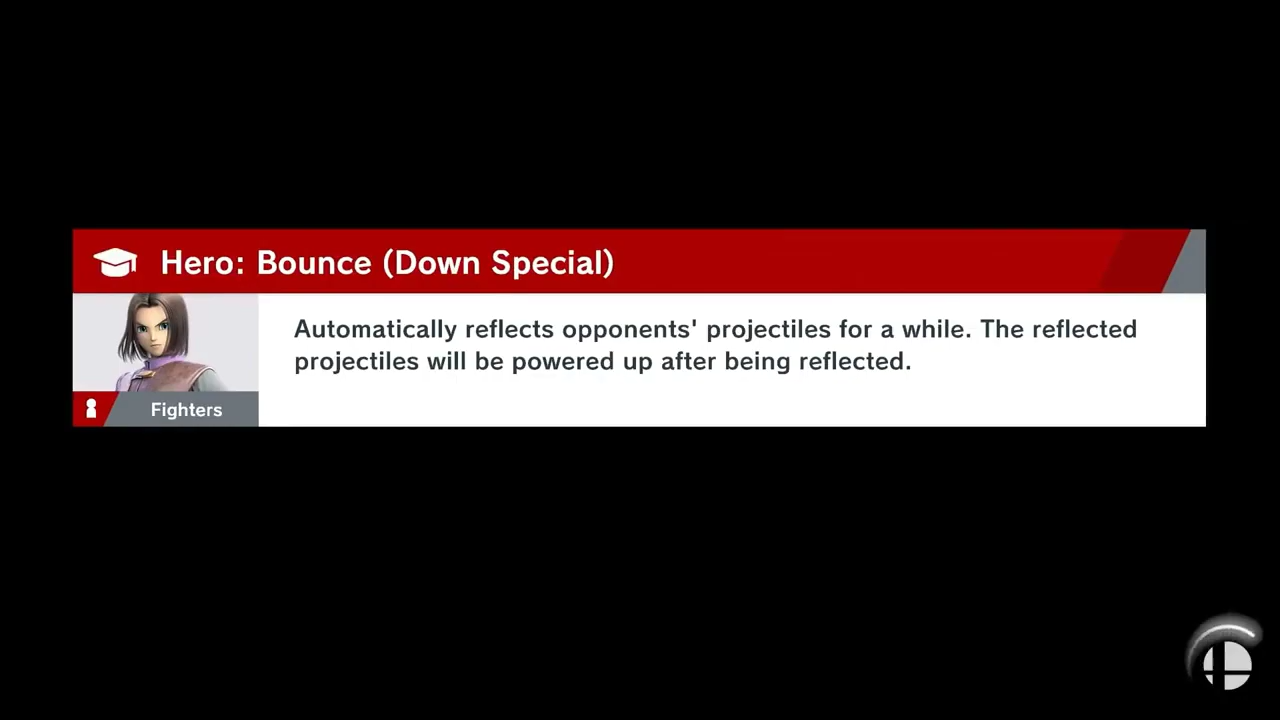 Hero: Bounce (Down Special)
Automatically reflects opponents' projectiles for a while. The reflected
projectiles will be powered up after being reflected.
Fighters